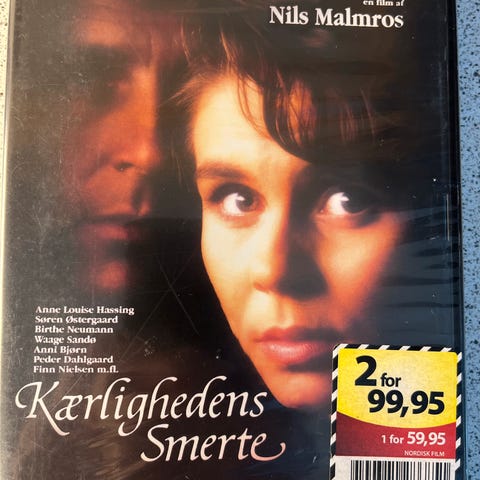 en film af
Nils Malmros
Anne Louise Hassing
Søren Østergaard
Birthe Neumann
Waage Sandø
Anni Bjørn
Peder Dahlgaard
Finn Nielsen m.fl.
Kærlighedens
Smerte
2 for
99,95
1 for 59,95
NORDISK FILM